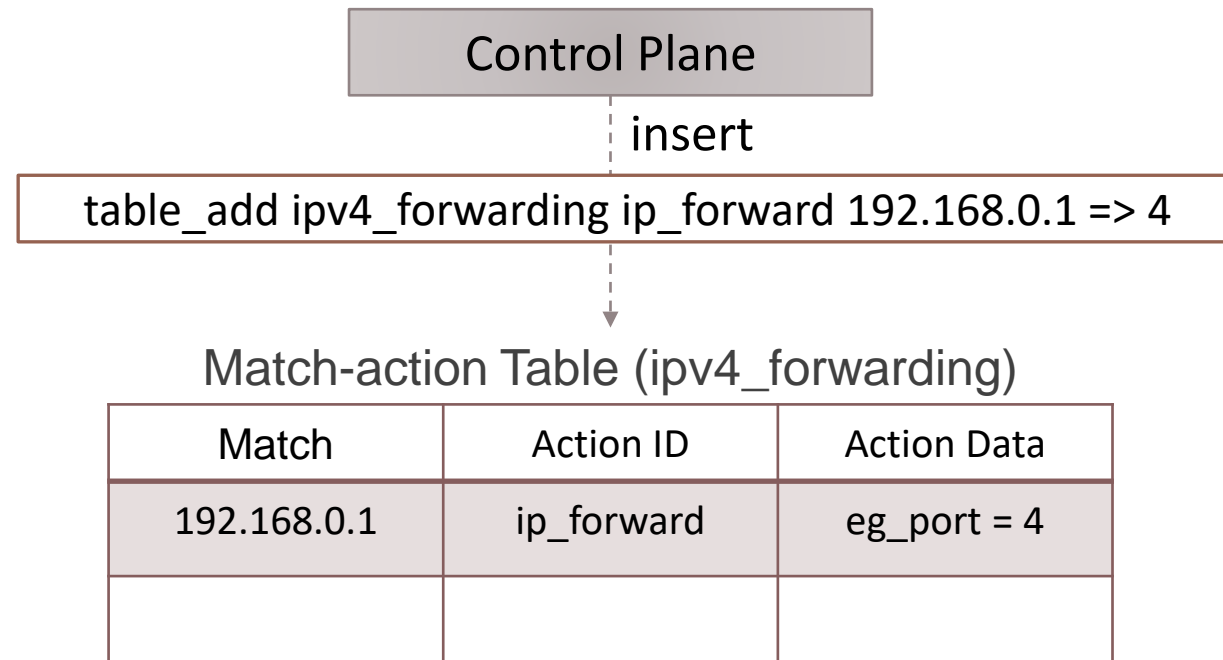 Control Plane
insert
table_add ipv4_forwarding ip_forward 192.168.0.1 => 4
Match-action Table (ipv4_forwarding)
Match Action ID Action Data
192.168.0.1 ip_forward eg_port = 4